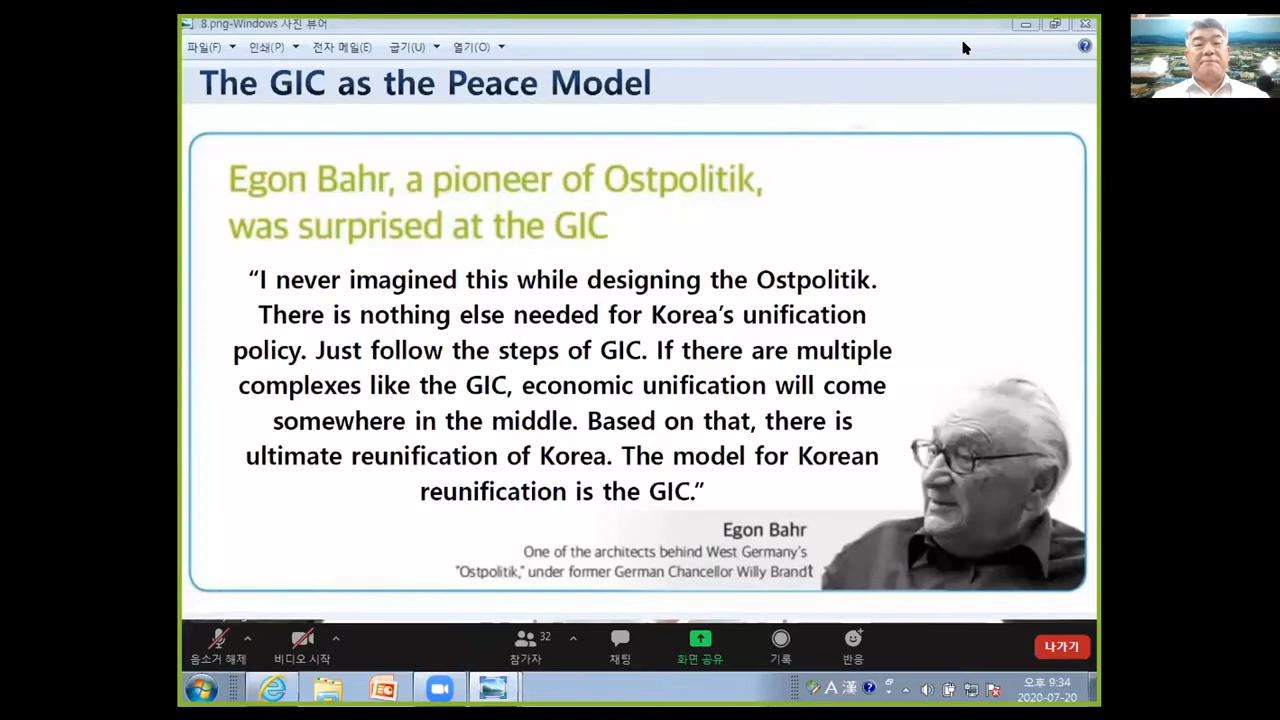 8.png-Windows 사진 뷰어
파일(F) 인쇄(P) 전자 메일(E) 굽기(U) 열기(O)
The GIC as the Peace Model
Egon Bahr, a pioneer of Ostpolitik,
was surprised at the GIC
“I never imagined this while designing the Ostpolitik.
There is nothing else needed for Korea’s unification
policy. Just follow the steps of GIC. If there are multiple
complexes like the GIC, economic unification will come
somewhere in the middle. Based on that, there is
ultimate reunification of Korea. The model for Korean
reunification is the GIC.”
Egon Bahr
One of the architects behind West Germany’s
"Ostpolitik," under former German Chancellor Willy Brandt
32
음소거 해제 비디오 시작 참가자 채팅 화면 공유 기록 반응 나가기
A 漢 오후 9:34
2020-07-20